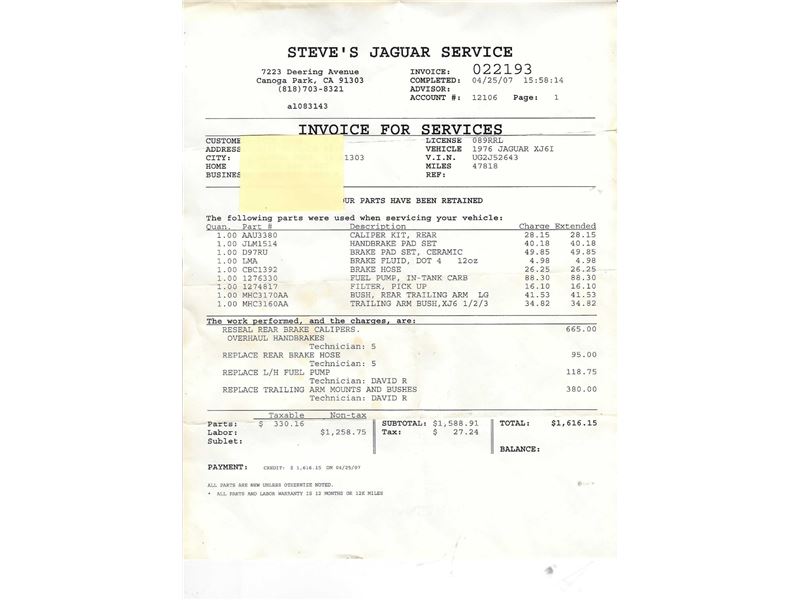 STEVE'S JAGUAR SERVICE
7223 Deering Avenue
Canoga Park, CA 91303
(818)703-8321
a1083143
INVOICE: 022193
COMPLETED: 04/25/07 15:58:14
ADVISOR:
ACCOUNT #: 12106 Page: 1
INVOICE FOR SERVICES
CUSTOME LICENSE 089RRL
ADDRESS VEHICLE 1976 JAGUAR XJ6I
CITY: 1303 V.I.N. UG2J52643
HOME MILES 47818
BUSINES REF:
OUR PARTS HAVE BEEN RETAINED
The following parts were used when servicing your vehicle:
Quan. Part # Description Charge Extended
1.00 AAU3380 CALIPER KIT, REAR 28.15 28.15
1.00 JLM1514 HANDBRAKE PAD SET 40.18 40.18
1.00 D97RU BRAKE PAD SET, CERAMIC 49.85 49.85
1.00 LMA BRAKE FLUID, DOT 4 12oz 4.98 4.98
1.00 CBC1392 BRAKE HOSE 26.25 26.25
1.00 1276330 FUEL PUMP, IN-TANK CARB 88.30 88.30
1.00 1274817 FILTER, PICK UP 16.10 16.10
1.00 MHC3170AA BUSH, REAR TRAILING ARM LG 41.53 41.53
1.00 MHC3160AA TRAILING ARM BUSH,XJ6 1/2/3 34.82 34.82
The work performed, and the charges, are:
RESEAL REAR BRAKE CALIPERS. 665.00
OVERHAUL HANDBRAKES
Technician: 5
REPLACE REAR BRAKE HOSE 95.00
Technician: 5
REPLACE L/H FUEL PUMP 118.75
Technician: DAVID R
REPLACE TRAILING ARM MOUNTS AND BUSHES 380.00
Technician: DAVID R
Taxable Non-tax
Parts: $ 330.16 SUBTOTAL: $1,588.91 TOTAL: $1,616.15
Labor: $1,258.75 Tax: $ 27.24
Sublet:
BALANCE:
PAYMENT: CREDIT: $ 1,616.15 ON 04/25/07
ALL PARTS ARE NEW UNLESS OTHERWISE NOTED.
* ALL PARTS AND LABOR WARRANTY IS 12 MONTHS OR 12K MILES